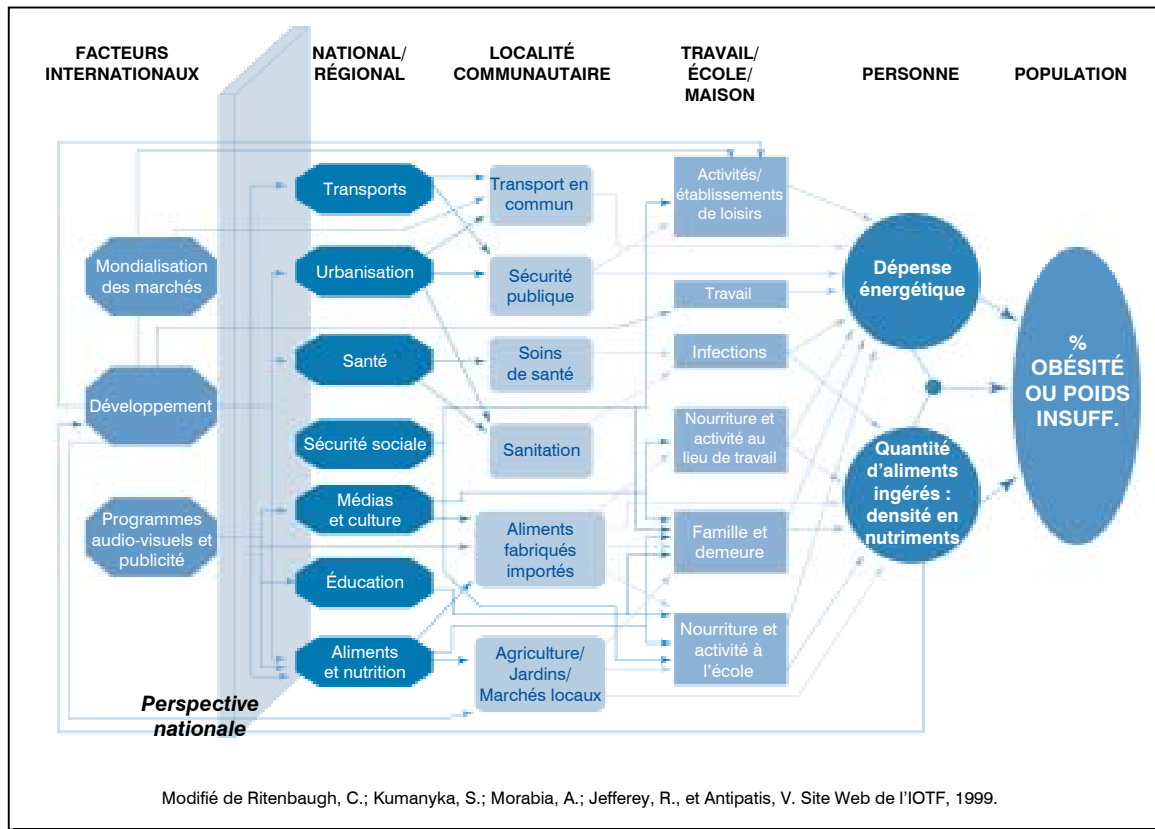 FACTEURS
INTERNATIONAUX
NATIONAL/
RÉGIONAL
LOCALITÉ
COMMUNAUTAIRE
TRAVAIL/
ÉCOLE/
MAISON
PERSONNE
POPULATION
Mondialisation
des marchés
Développement
Programmes
audio-visuels et
publicité
Perspective
nationale
Transports
Urbanisation
Santé
Sécurité sociale
Médias
et culture
Éducation
Aliments
et nutrition
Transport en
commun
Sécurité
publique
Soins
de santé
Sanitation
Aliments
fabriqués
importés
Agriculture/
Jardins/
Marchés locaux
Activités/
établissements
de loisirs
Travail
Infections
Nourriture et
activité au
lieu de travail
Famille et
demeure
Nourriture et
activité à
l’école
Dépense
énergétique
Quantité
d’aliments
ingérés :
densité en
nutriments
%
OBÉSITÉ
OU POIDS
INSUFF.
Modifié de Ritenbaugh, C.; Kumanyka, S.; Morabia, A.; Jefferey, R., et Antipatis, V. Site Web de l’IOTF, 1999.